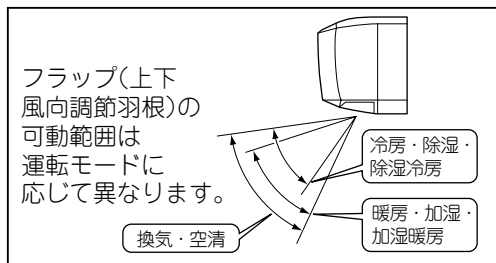 フラップ(上下
風向調節羽根)の
可動範囲は
運転モードに
応じて異なります。
冷房・除湿・
除湿冷房
暖房・加湿・
加湿暖房
換気・空清